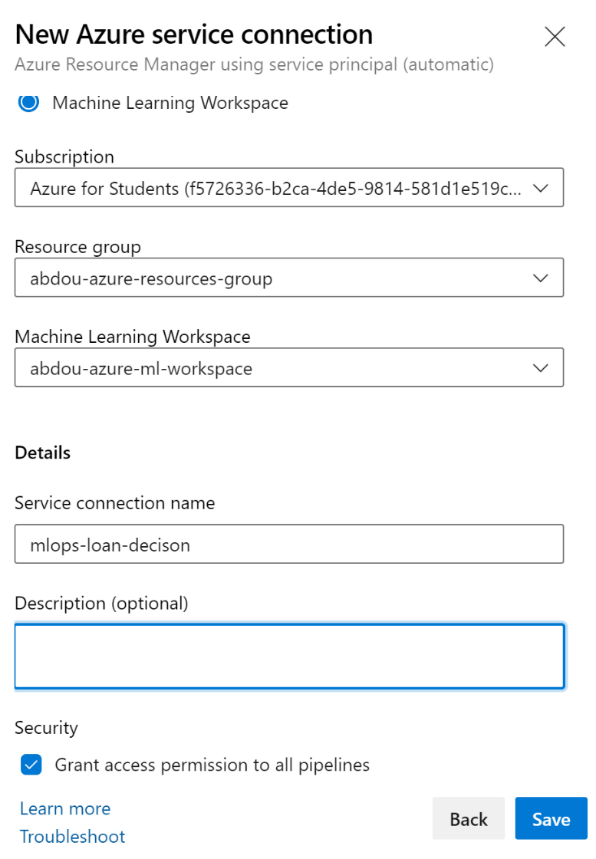 New Azure service connection
Azure Resource Manager using service principal (automatic)
Machine Learning Workspace
Subscription
Azure for Students (f5726336-b2ca-4de5-9814-581d1e519c...
Resource group
abdou-azure-resources-group
Machine Learning Workspace
abdou-azure-ml-workspace
Details
Service connection name
mlops-loan-decison
Description (optional)
Security
Grant access permission to all pipelines
Learn more
Troubleshoot
Back
Save